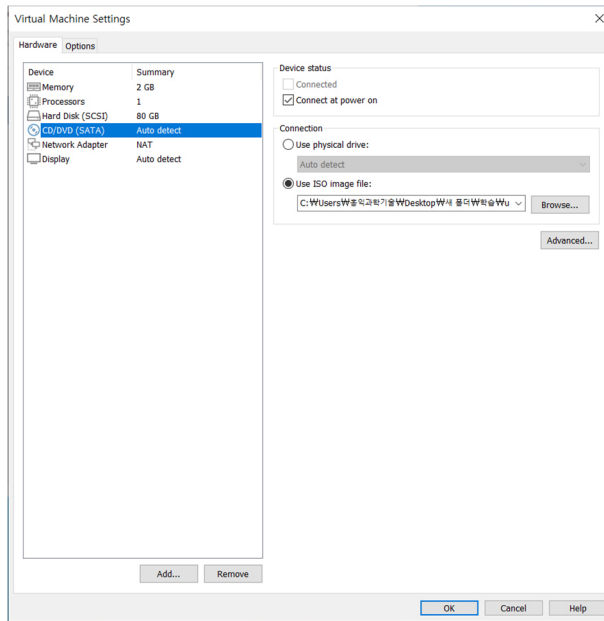 Virtual Machine Settings
Hardware Options
Device Summary
Memory 2 GB
Processors 1
Hard Disk (SCSI) 80 GB
CD/DVD (SATA) Auto detect
Network Adapter NAT
Display Auto detect
Add... Remove
Device status
Connected
Connect at power on
Connection
Use physical drive:
Auto detect
Use ISO image file:
C:₩Users₩홍익과학기술₩Desktop₩새 폴더₩학습₩u
Browse...
Advanced...
OK Cancel Help